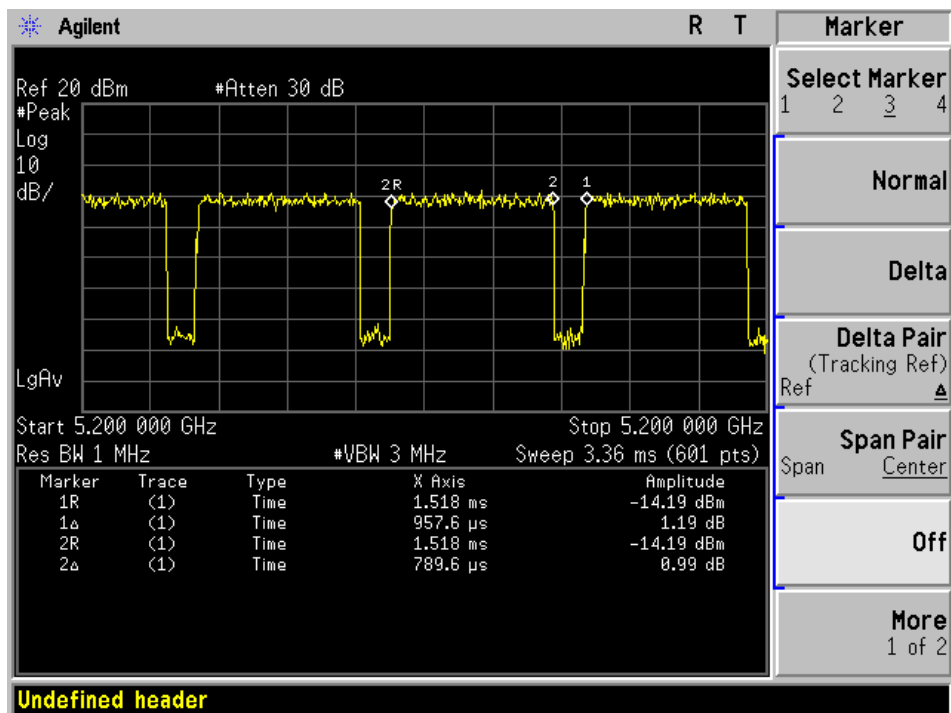 Agilent R T
Ref 20 dBm #Atten 30 dB
#Peak
Log
10
dB/
2R 2 1
LgAv
Start 5.200 000 GHz Stop 5.200 000 GHz
Res BW 1 MHz #VBW 3 MHz Sweep 3.36 ms (601 pts)
Marker Trace Type X Axis Amplitude
1R (1) Time 1.518 ms -14.19 dBm
1Δ (1) Time 957.6 µs 1.19 dB
2R (1) Time 1.518 ms -14.19 dBm
2Δ (1) Time 789.6 µs 0.99 dB
Undefined header
Marker
Select Marker
1 2 3 4
Normal
Delta
Delta Pair
(Tracking Ref)
Ref Δ
Span Pair
Span Center
Off
More
1 of 2